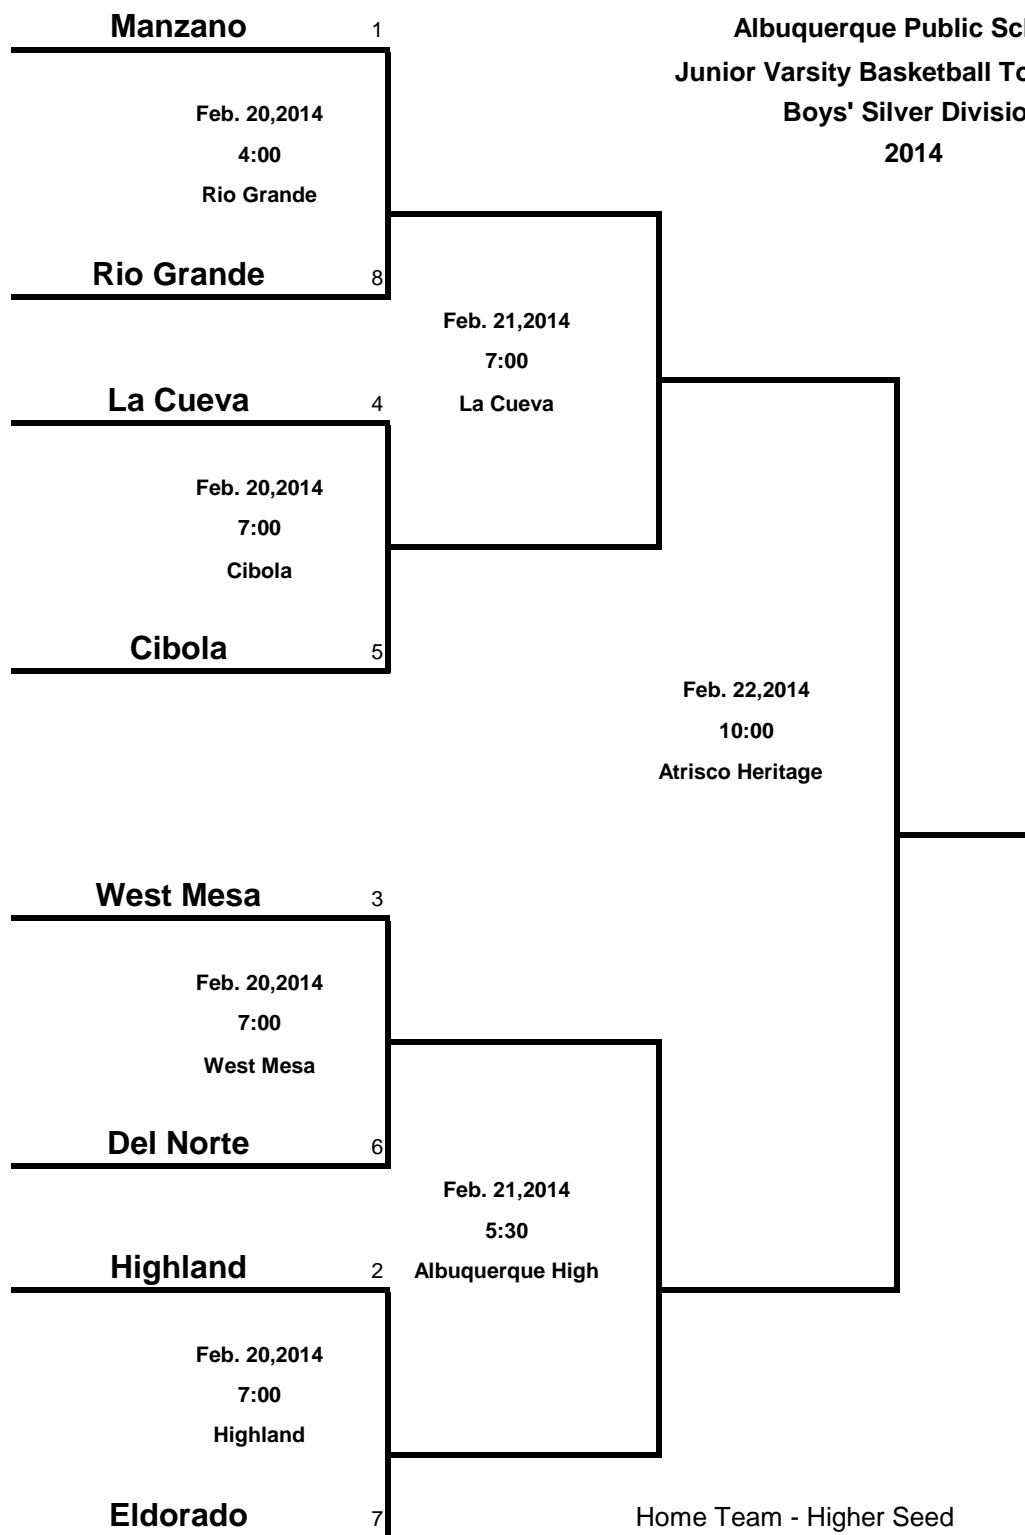 Manzano 1
Albuquerque Public Sc
Junior Varsity Basketball To
Boys' Silver Divisio
2014
Feb. 20,2014
4:00
Rio Grande
Rio Grande 8
Feb. 21,2014
7:00
La Cueva
La Cueva 4
Feb. 20,2014
7:00
Cibola
Cibola 5
Feb. 22,2014
10:00
Atrisco Heritage
West Mesa 3
Feb. 20,2014
7:00
West Mesa
Del Norte 6
Feb. 21,2014
5:30
Albuquerque High
Highland 2
Feb. 20,2014
7:00
Highland
Eldorado 7
Home Team - Higher Seed